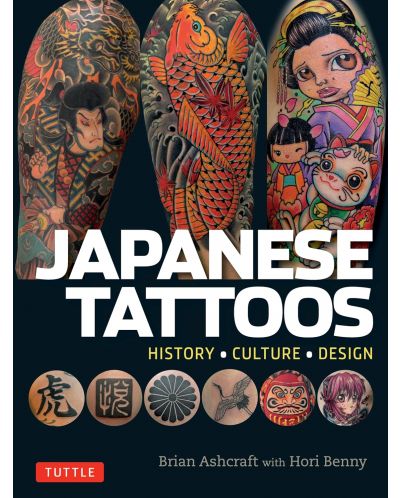 JAPANESE
TATTOOS
HISTORY • CULTURE • DESIGN
虎
Brian Ashcraft with Hori Benny
TUTTLE